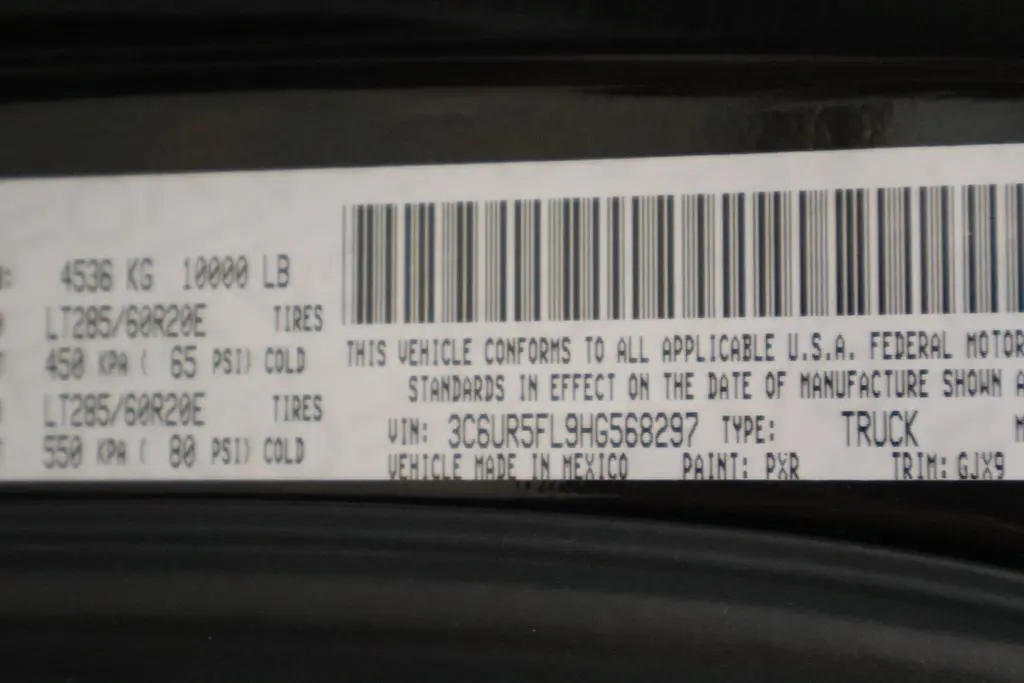 4536 KG 10000 LB
LT285/60R20E TIRES
450 KPA ( 65 PSI) COLD
LT285/60R20E TIRES
550 KPA ( 80 PSI) COLD
THIS VEHICLE CONFORMS TO ALL APPLICABLE U.S.A. FEDERAL MOTOR
STANDARDS IN EFFECT ON THE DATE OF MANUFACTURE SHOWN A
VIN: 3C6UR5FL9HG568297 TYPE: TRUCK
VEHICLE MADE IN MEXICO PAINT: PXR TRIM: GJX9